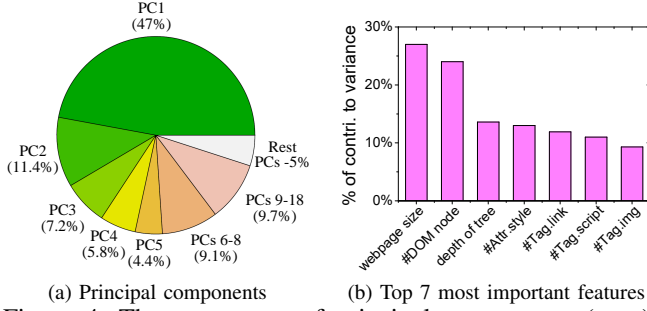 PC1
(47%)
PC2
(11.4%)
PC3
(7.2%)
PC4
(5.8%)
PC5
(4.4%)
PCs 6-8
(9.1%)
PCs 9-18
(9.7%)
Rest
PCs -5%
(a) Principal components
% of contri. to variance
30%
20%
10%
0%
webpage size
#DOM node
depth of tree
#Attr.style
#Tag.link
#Tag.script
#Tag.img
(b) Top 7 most important features